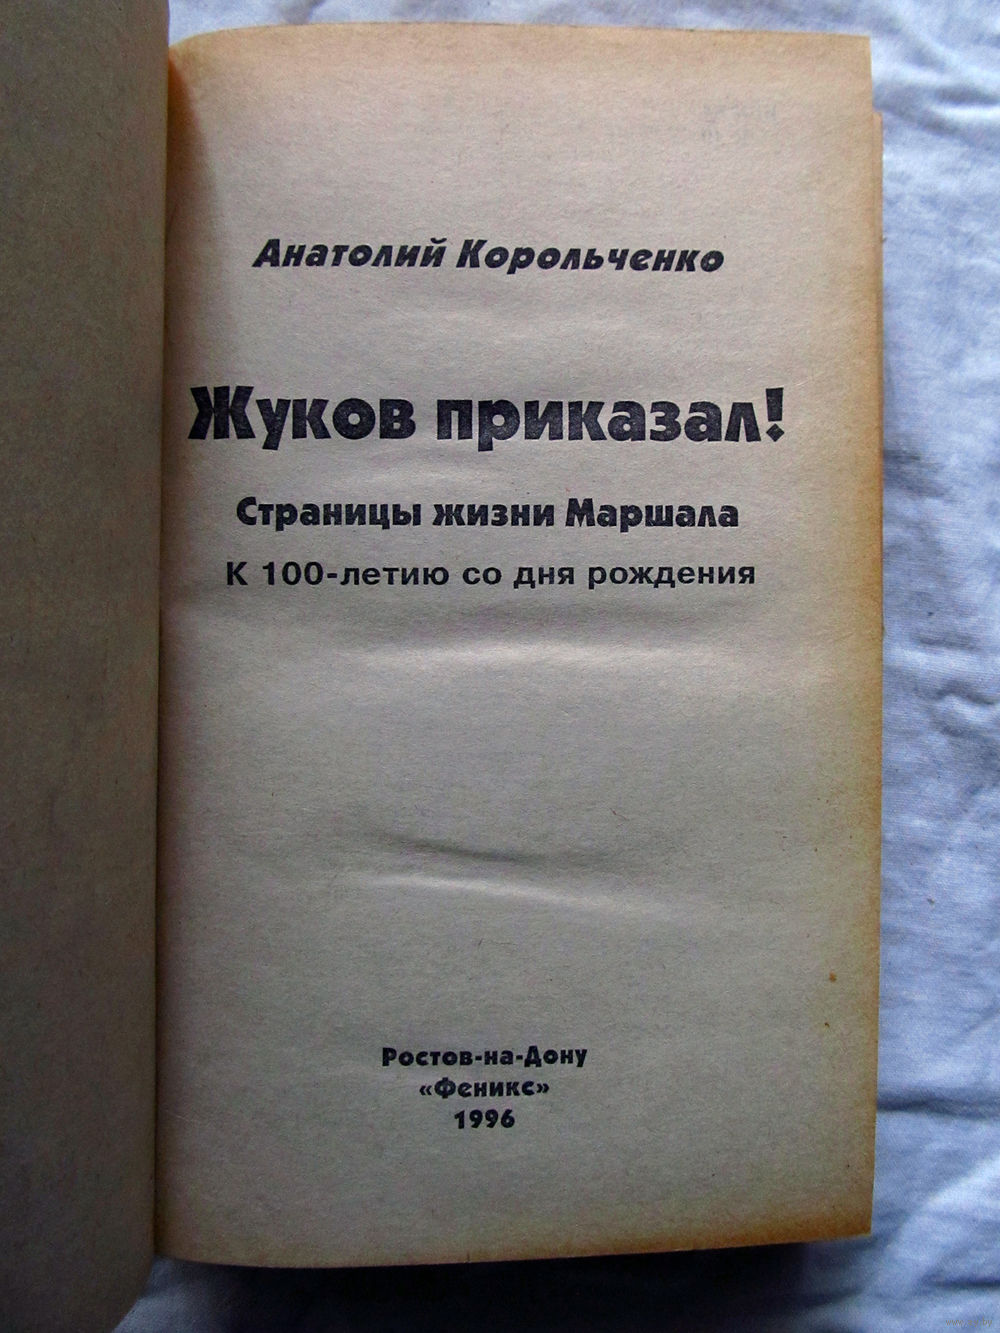 Анатолий Корольченко
Жуков приказал!
Страницы жизни Маршала
К 100-летию со дня рождения
Ростов-на-Дону
«Феникс»
1996